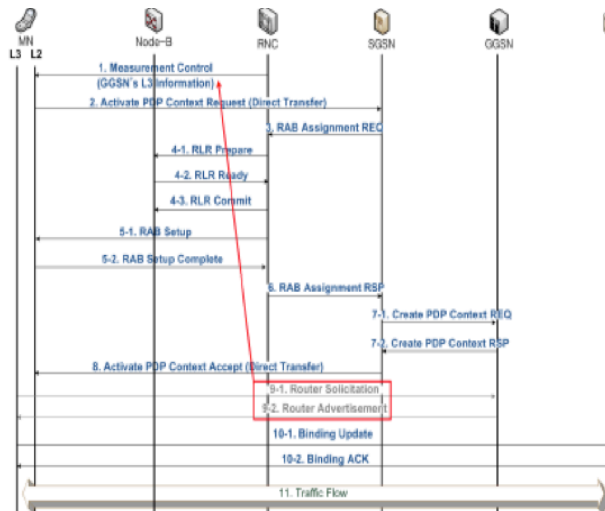 MN
Node-B
RNC
SGSN
GGSN
L3 L2
1. Measurement Control
(GGSN's L3 Information)
2. Activate PDP Context Request (Direct Transfer)
3. RAB Assignment REQ
4-1. RLR Prepare
4-2. RLR Ready
4-3. RLR Commit
5-1. RAB Setup
5-2. RAB Setup Complete
6. RAB Assignment RSP
7-1. Create PDP Context REQ
7-2. Create PDP Context RSP
8. Activate PDP Context Accept (Direct Transfer)
9-1. Router Solicitation
9-2. Router Advertisement
10-1. Binding Update
10-2. Binding ACK
11. Traffic Flow